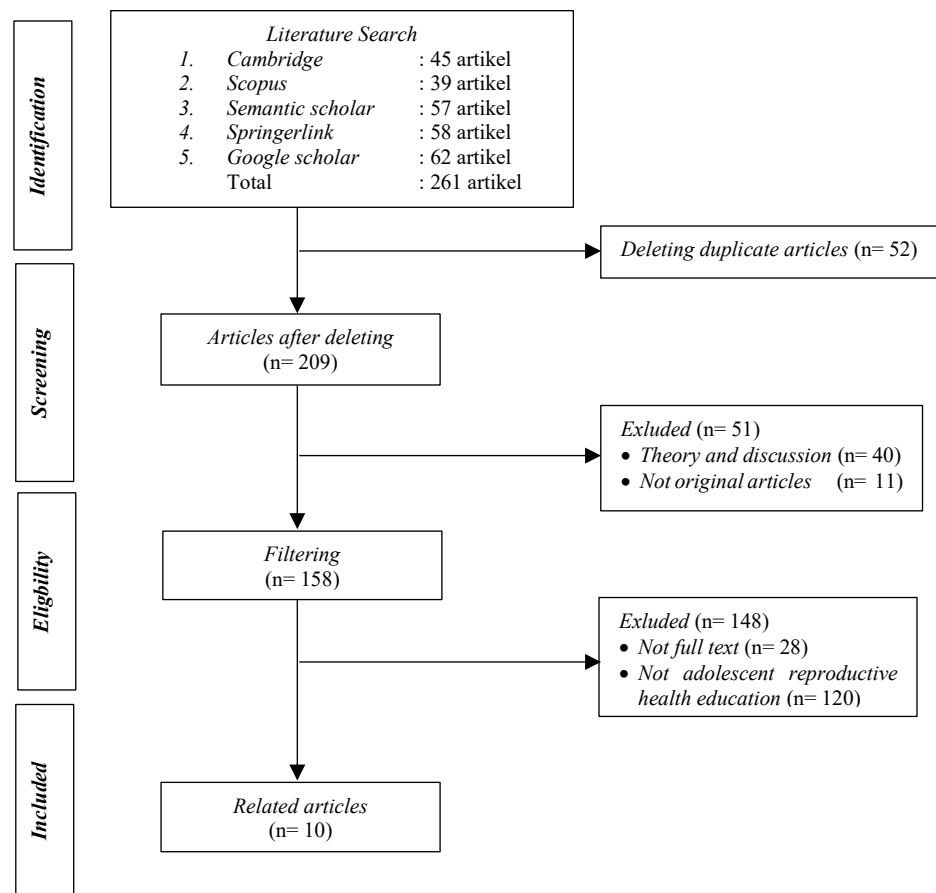 Identification
Literature Search
1. Cambridge : 45 artikel
2. Scopus : 39 artikel
3. Semantic scholar : 57 artikel
4. Springerlink : 58 artikel
5. Google scholar : 62 artikel
Total : 261 artikel
Deleting duplicate articles (n= 52)
Screening
Articles after deleting
(n= 209)
Exluded (n= 51)
• Theory and discussion (n= 40)
• Not original articles (n= 11)
Eligbility
Filtering
(n= 158)
Exluded (n= 148)
• Not full text (n= 28)
• Not adolescent reproductive
health education (n= 120)
Included
Related articles
(n= 10)